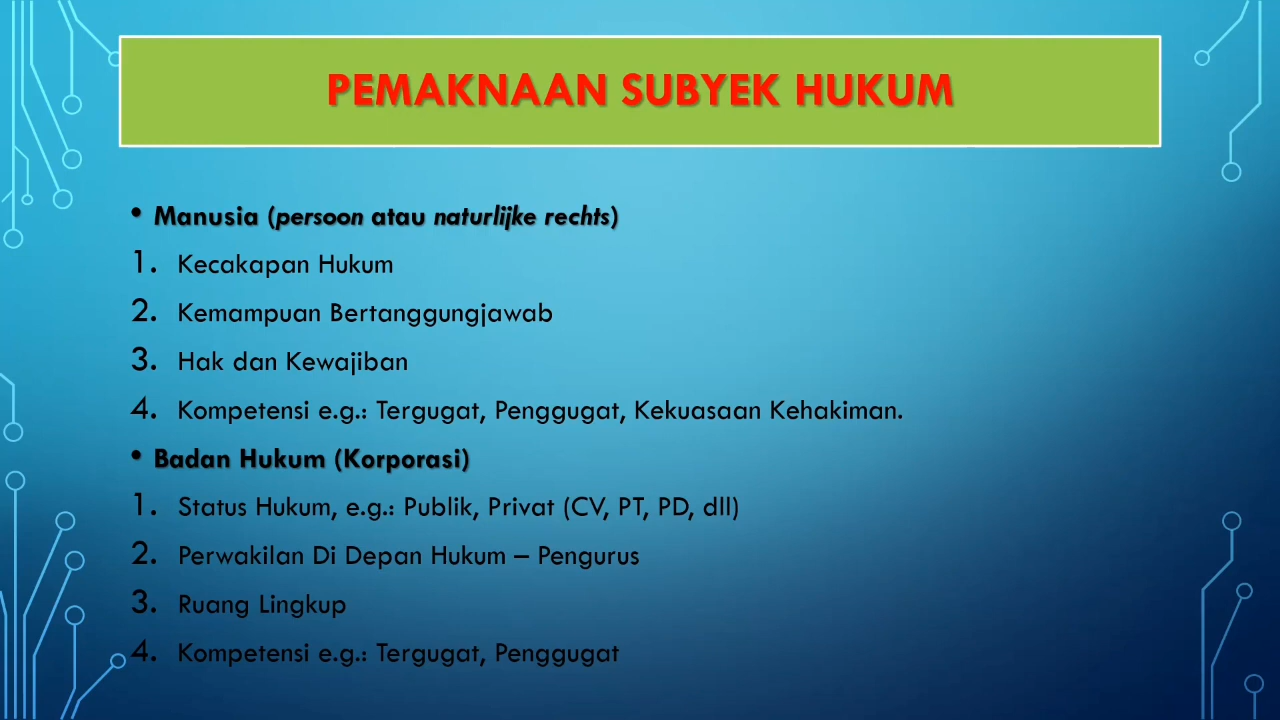 PEMAKNAAN SUBYEK HUKUM
• Manusia (persoon atau naturlijke rechts)
1. Kecakapan Hukum
2. Kemampuan Bertanggungjawab
3. Hak dan Kewajiban
4. Kompetensi e.g.: Tergugat, Penggugat, Kekuasaan Kehakiman.
• Badan Hukum (Korporasi)
1. Status Hukum, e.g.: Publik, Privat (CV, PT, PD, dll)
2. Perwakilan Di Depan Hukum – Pengurus
3. Ruang Lingkup
4. Kompetensi e.g.: Tergugat, Penggugat